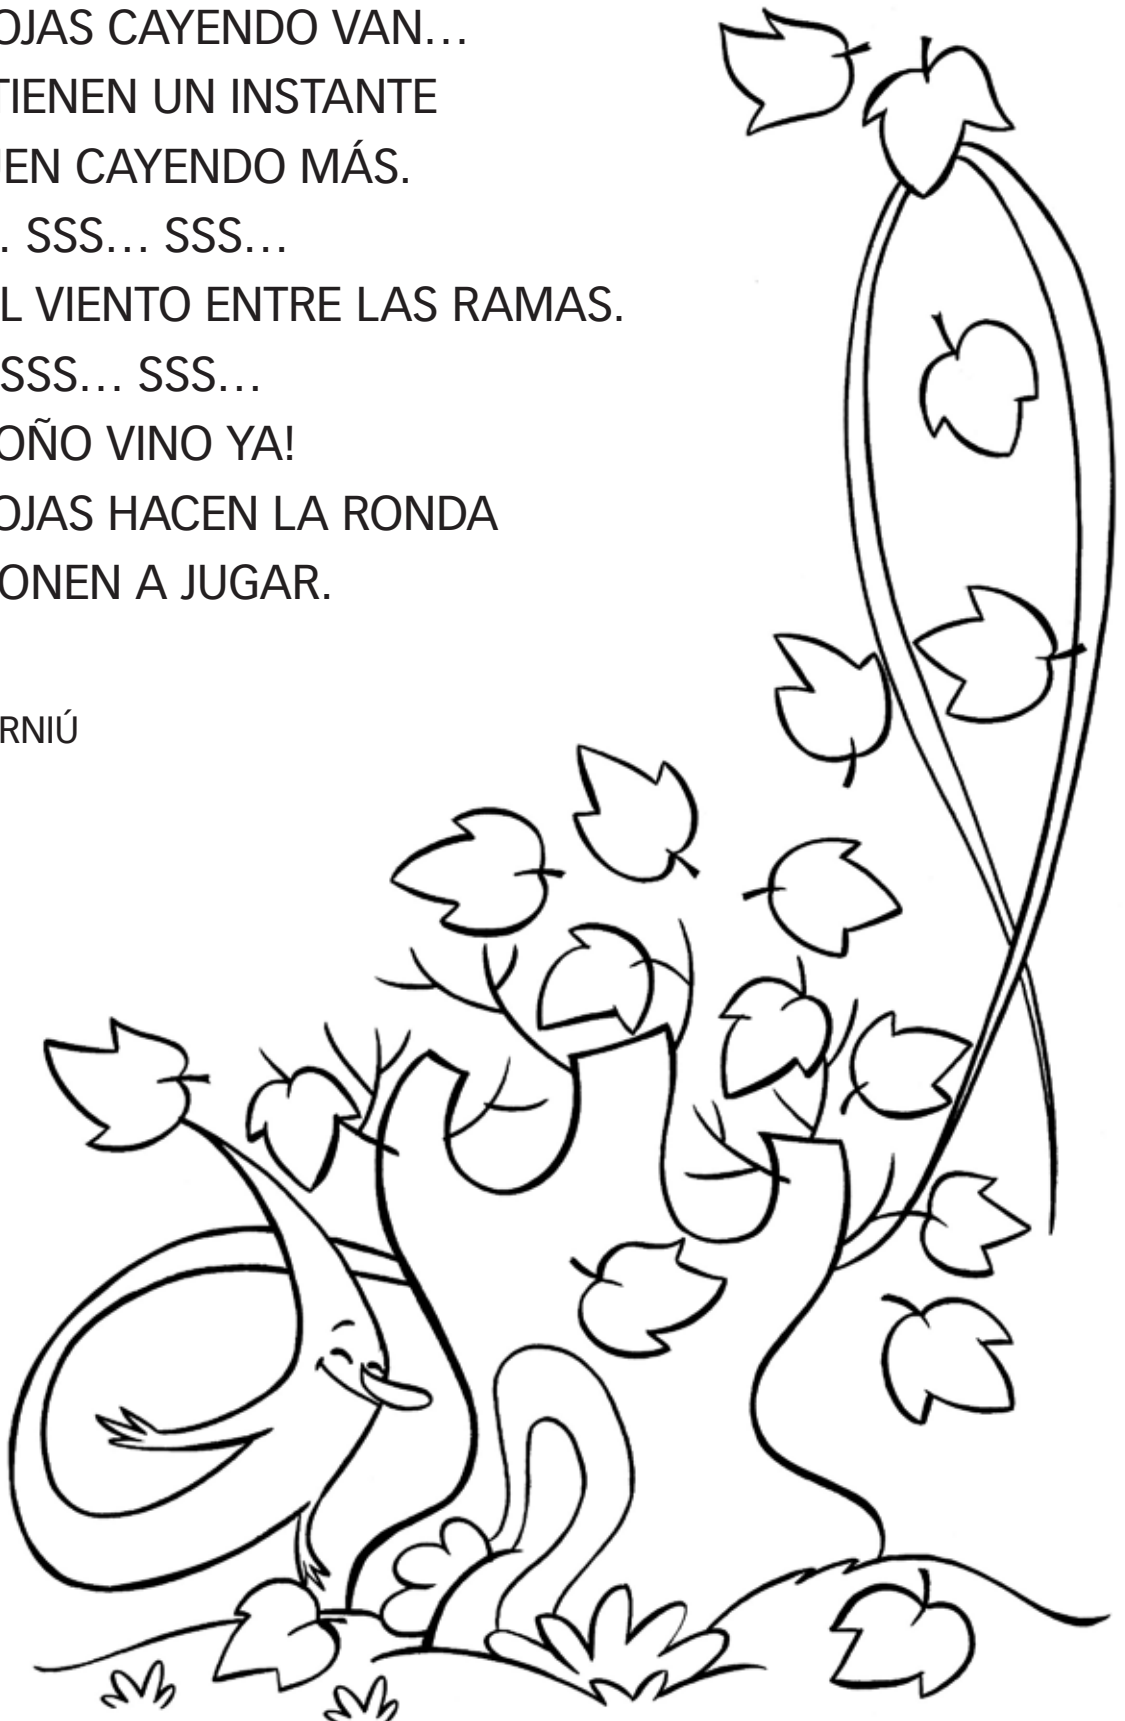 OJAS CAYENDO VAN…
TIENEN UN INSTANTE
UEN CAYENDO MÁS.
. SSS… SSS…
L VIENTO ENTRE LAS RAMAS.
SSS… SSS…
OÑO VINO YA!
OJAS HACEN LA RONDA
ONEN A JUGAR.
RNIÚ